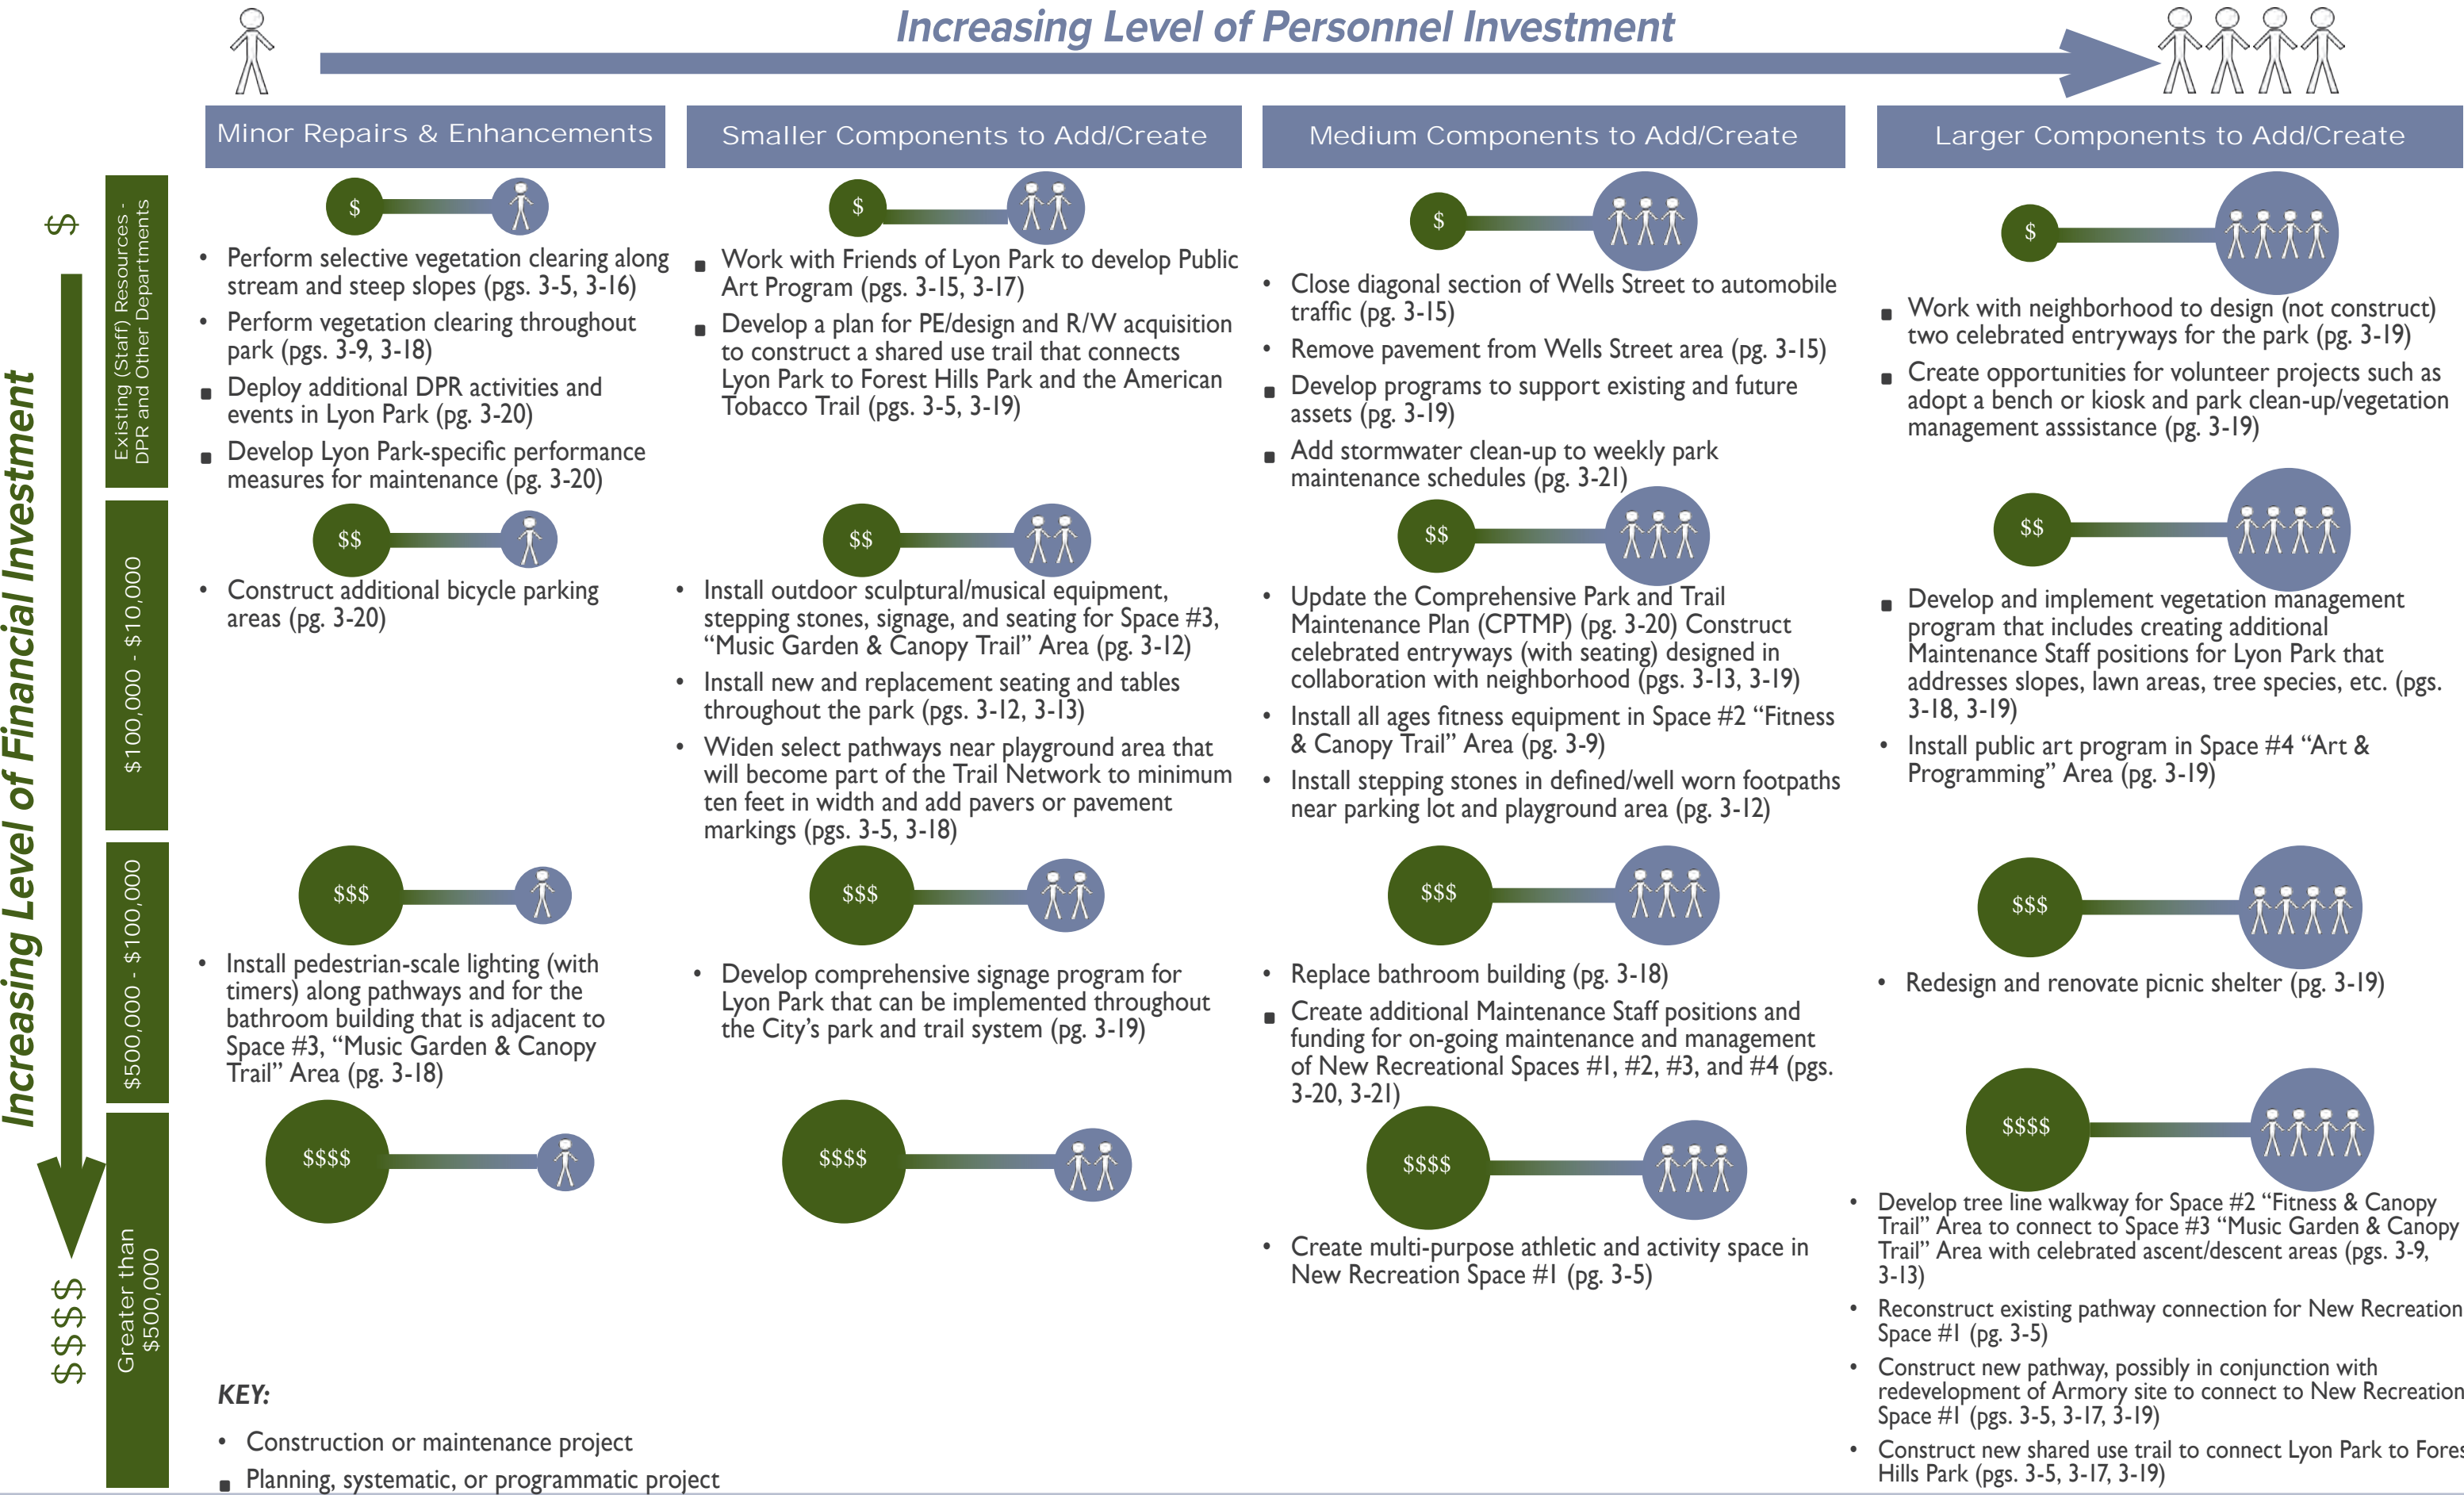 Increasing Level of Personnel Investment
Minor Repairs & Enhancements
Smaller Components to Add/Create
Medium Components to Add/Create
Larger Components to Add/Create
Increasing Level of Financial Investment
$
$$$$
Existing (Staff) Resources -
DPR and Other Departments
$
• Perform selective vegetation clearing along
stream and steep slopes (pgs. 3-5, 3-16)
• Perform vegetation clearing throughout
park (pgs. 3-9, 3-18)
▪ Deploy additional DPR activities and
events in Lyon Park (pg. 3-20)
▪ Develop Lyon Park-specific performance
measures for maintenance (pg. 3-20)
$
▪ Work with Friends of Lyon Park to develop Public
Art Program (pgs. 3-15, 3-17)
▪ Develop a plan for PE/design and R/W acquisition
to construct a shared use trail that connects
Lyon Park to Forest Hills Park and the American
Tobacco Trail (pgs. 3-5, 3-19)
$
• Close diagonal section of Wells Street to automobile
traffic (pg. 3-15)
• Remove pavement from Wells Street area (pg. 3-15)
▪ Develop programs to support existing and future
assets (pg. 3-19)
▪ Add stormwater clean-up to weekly park
maintenance schedules (pg. 3-21)
$
▪ Work with neighborhood to design (not construct)
two celebrated entryways for the park (pg. 3-19)
▪ Create opportunities for volunteer projects such as
adopt a bench or kiosk and park clean-up/vegetation
management asssistance (pg. 3-19)
$100,000 - $10,000
$$
• Construct additional bicycle parking
areas (pg. 3-20)
$$
• Install outdoor sculptural/musical equipment,
stepping stones, signage, and seating for Space #3,
“Music Garden & Canopy Trail” Area (pg. 3-12)
• Install new and replacement seating and tables
throughout the park (pgs. 3-12, 3-13)
• Widen select pathways near playground area that
will become part of the Trail Network to minimum
ten feet in width and add pavers or pavement
markings (pgs. 3-5, 3-18)
$$
• Update the Comprehensive Park and Trail
Maintenance Plan (CPTMP) (pg. 3-20) Construct
celebrated entryways (with seating) designed in
collaboration with neighborhood (pgs. 3-13, 3-19)
• Install all ages fitness equipment in Space #2 “Fitness
& Canopy Trail” Area (pg. 3-9)
• Install stepping stones in defined/well worn footpaths
near parking lot and playground area (pg. 3-12)
$$
▪ Develop and implement vegetation management
program that includes creating additional
Maintenance Staff positions for Lyon Park that
addresses slopes, lawn areas, tree species, etc. (pgs.
3-18, 3-19)
• Install public art program in Space #4 “Art &
Programming” Area (pg. 3-19)
$500,000 - $100,000
$$$
• Install pedestrian-scale lighting (with
timers) along pathways and for the
bathroom building that is adjacent to
Space #3, “Music Garden & Canopy
Trail” Area (pg. 3-18)
$$$
• Develop comprehensive signage program for
Lyon Park that can be implemented throughout
the City’s park and trail system (pg. 3-19)
$$$
• Replace bathroom building (pg. 3-18)
▪ Create additional Maintenance Staff positions and
funding for on-going maintenance and management
of New Recreational Spaces #1, #2, #3, and #4 (pgs.
3-20, 3-21)
$$$
• Redesign and renovate picnic shelter (pg. 3-19)
Greater than
$500,000
$$$$
$$$$
$$$$
• Create multi-purpose athletic and activity space in
New Recreation Space #1 (pg. 3-5)
$$$$
• Develop tree line walkway for Space #2 “Fitness & Canopy
Trail” Area to connect to Space #3 “Music Garden & Canopy
Trail” Area with celebrated ascent/descent areas (pgs. 3-9,
3-13)
• Reconstruct existing pathway connection for New Recreation
Space #1 (pg. 3-5)
• Construct new pathway, possibly in conjunction with
redevelopment of Armory site to connect to New Recreation
Space #1 (pgs. 3-5, 3-17, 3-19)
• Construct new shared use trail to connect Lyon Park to Fores
Hills Park (pgs. 3-5, 3-17, 3-19)
KEY:
• Construction or maintenance project
▪ Planning, systematic, or programmatic project